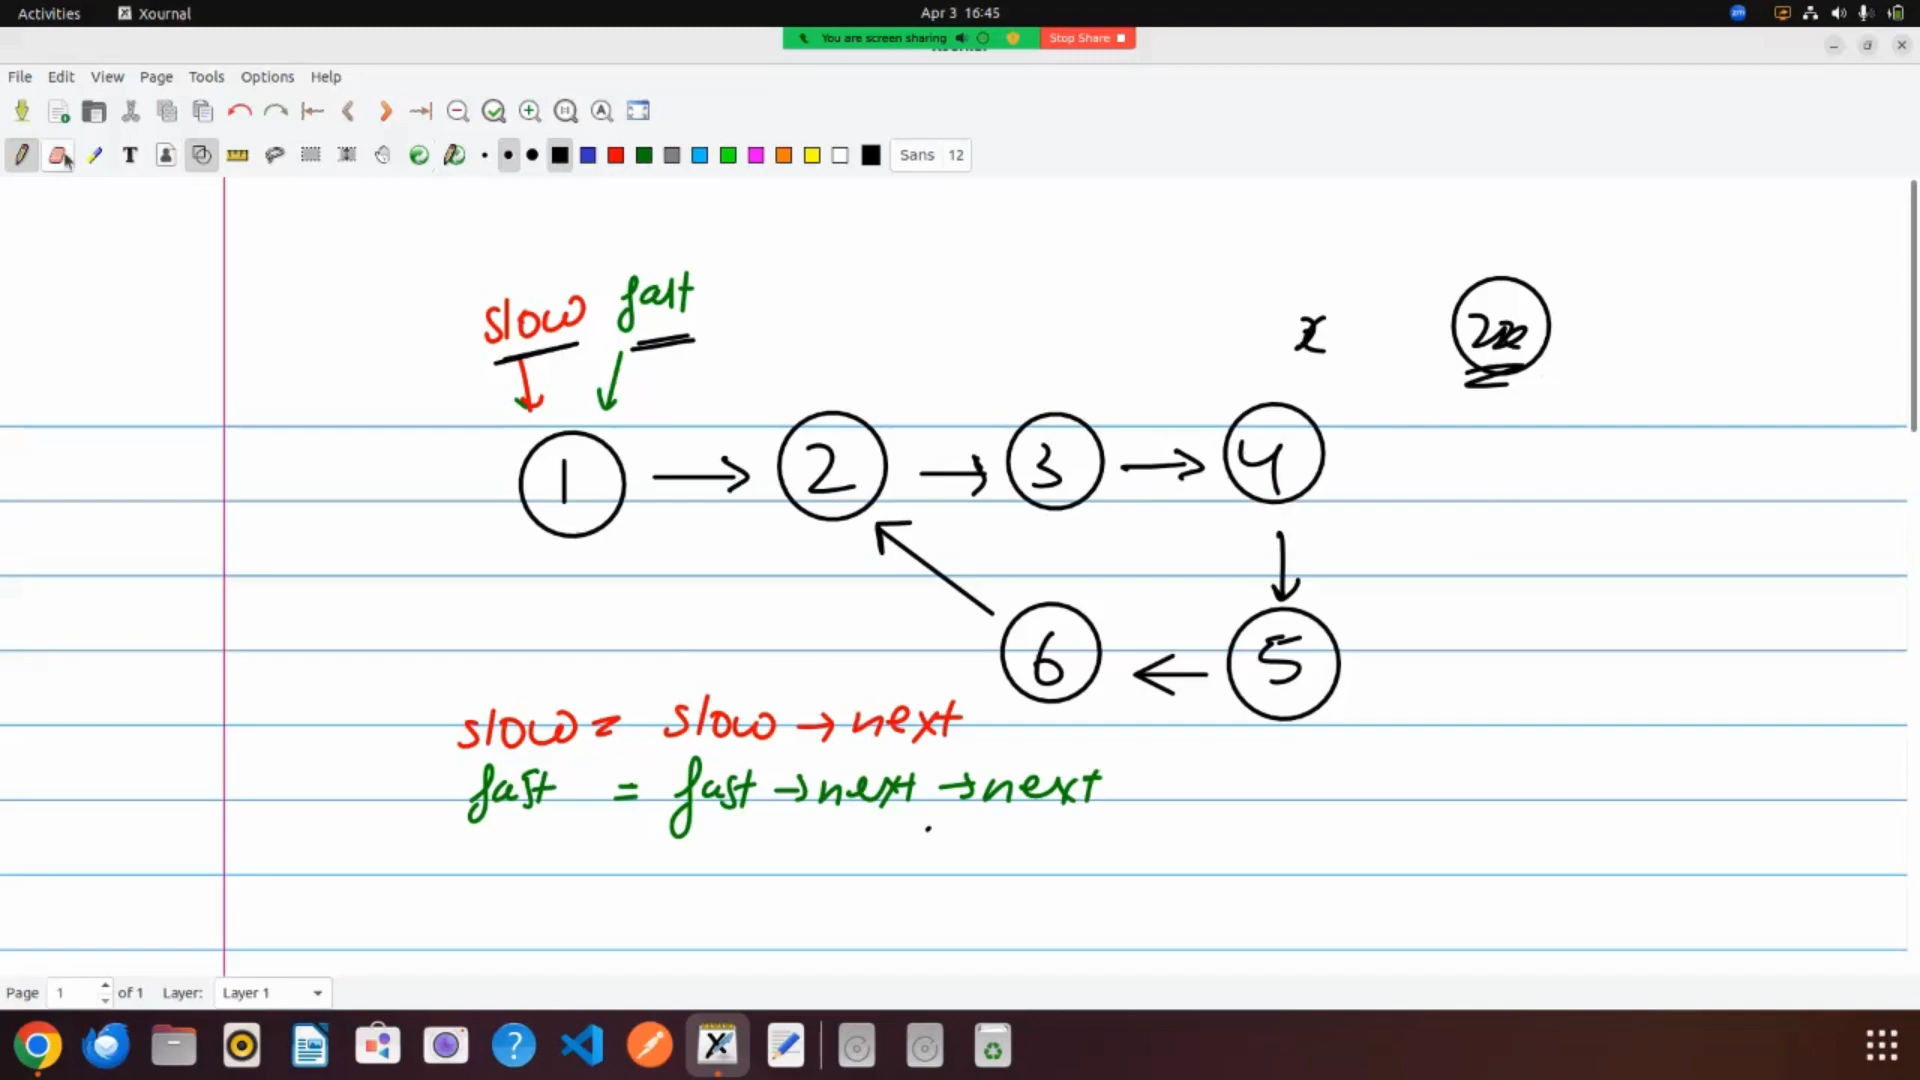 Activities Xournal Apr 3 16:45 zm
You are screen sharing Stop Share
File Edit View Page Tools Options Help
T Sans 12
slow fast
x 2x
1 → 2 → 3 → 4
6 ← 5
slow = slow → next
fast = fast → next → next
Page 1 of 1 Layer: Layer 1